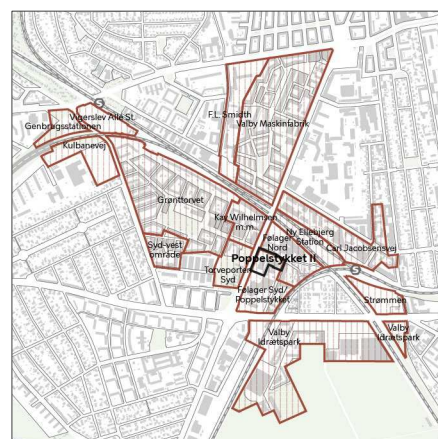 S
Vigerslev Allé St.
Genbrugsstationen
Kulbanevej
F.L. Smidth
Valby Maskinfabrik
Grønttorvet
Kay Wilhelmsen
m.m.
Følager
Nord
Ny Ellebjerg
Station
Carl Jacobsensvej
Syd-vest
område
Poppelstykket II
Torveporten
Syd
S
Følager Syd/
Poppelstykket
Strømmen
Valby
Idrætspark
Valby
Idrætspark